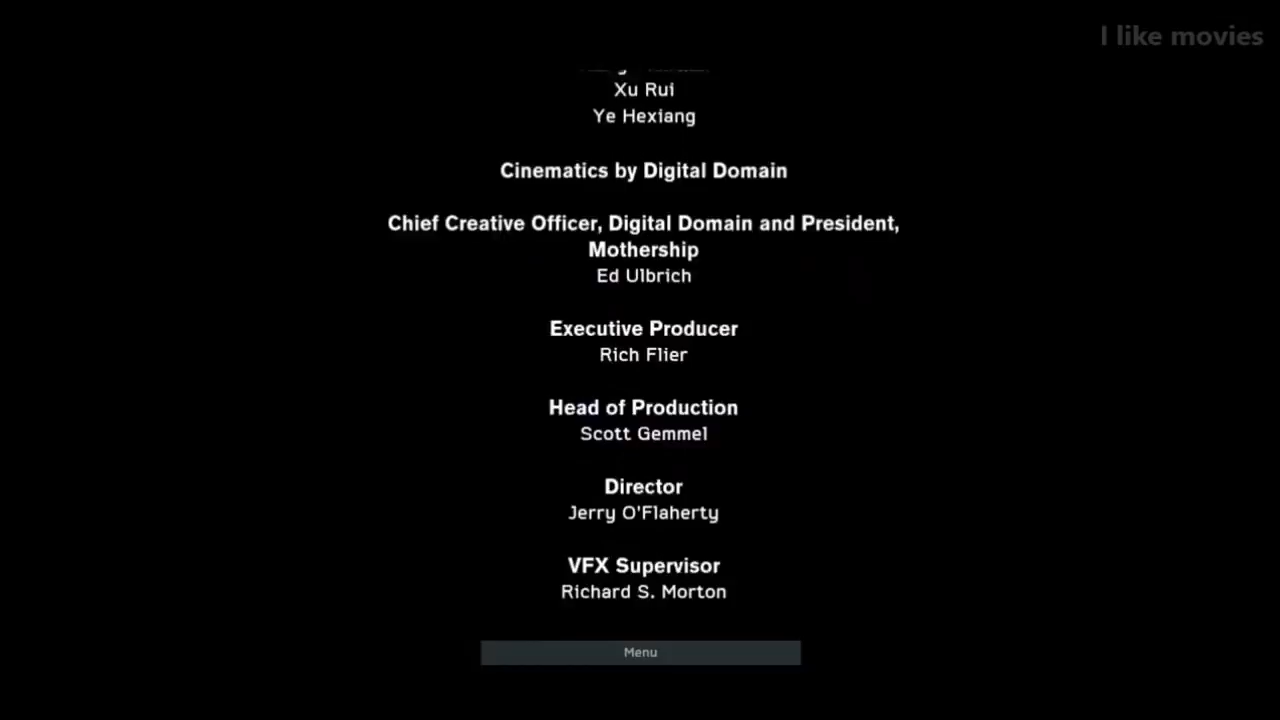 I like movies
Xu Rui
Ye Hexiang
Cinematics by Digital Domain
Chief Creative Officer, Digital Domain and President,
Mothership
Ed Ulbrich
Executive Producer
Rich Flier
Head of Production
Scott Gemmel
Director
Jerry O'Flaherty
VFX Supervisor
Richard S. Morton
Menu